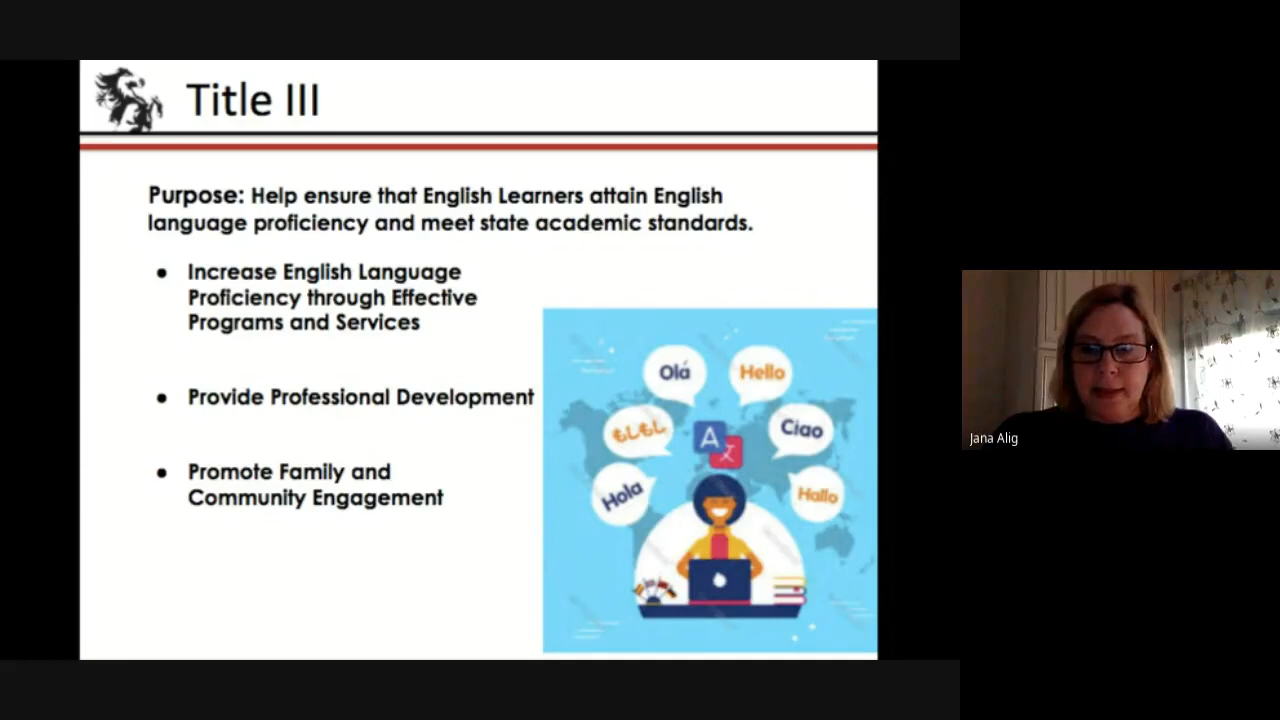 Title III
Purpose: Help ensure that English Learners attain English
language proficiency and meet state academic standards.
● Increase English Language
Proficiency through Effective
Programs and Services
● Provide Professional Development
● Promote Family and
Community Engagement
Olá
Hello
Ciao
A
Hola
Hallo
Jana Alig